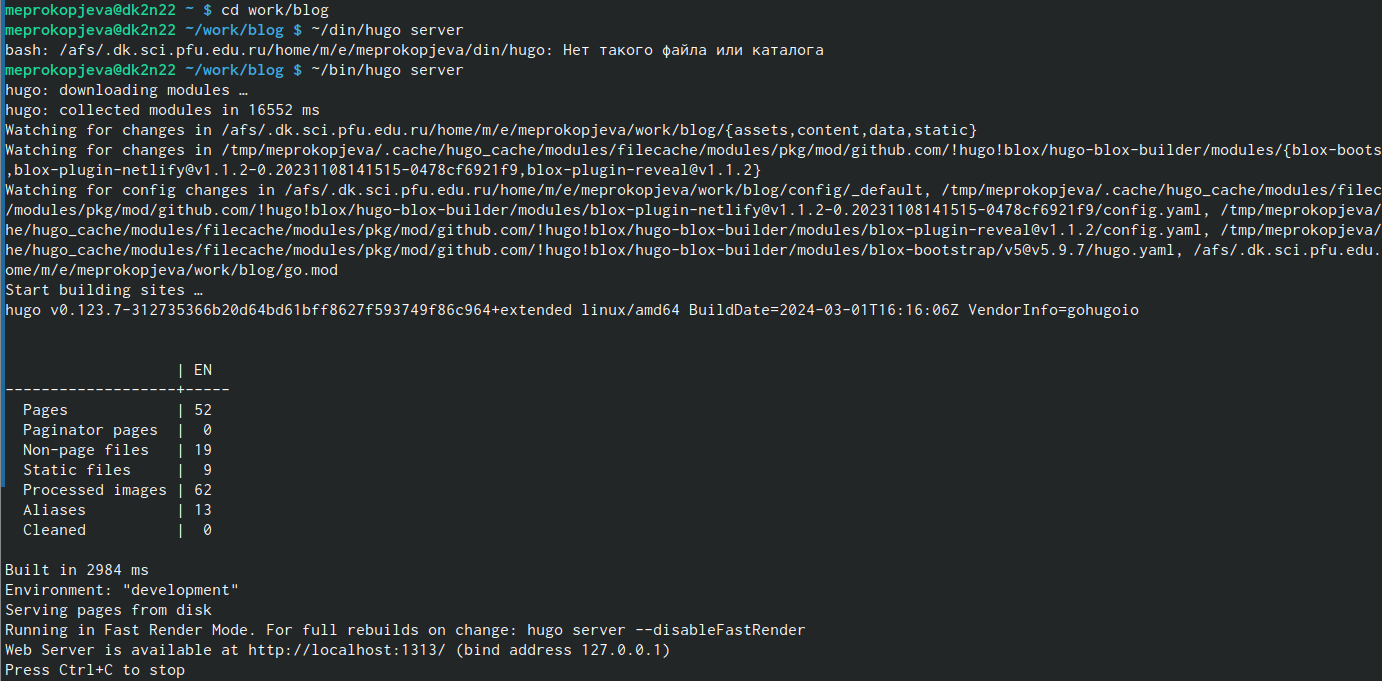 meprokopjeva@dk2n22 ~ $ cd work/blog
meprokopjeva@dk2n22 ~/work/blog $ ~/din/hugo server
bash: /afs/.dk.sci.pfu.edu.ru/home/m/e/meprokopjeva/din/hugo: Нет такого файла или каталога
meprokopjeva@dk2n22 ~/work/blog $ ~/bin/hugo server
hugo: downloading modules …
hugo: collected modules in 16552 ms
Watching for changes in /afs/.dk.sci.pfu.edu.ru/home/m/e/meprokopjeva/work/blog/{assets,content,data,static}
Watching for changes in /tmp/meprokopjeva/.cache/hugo_cache/modules/filecache/modules/pkg/mod/github.com/!hugo!blox/hugo-blox-builder/modules/{blox-boots
,blox-plugin-netlify@v1.1.2-0.20231108141515-0478cf6921f9,blox-plugin-reveal@v1.1.2}
Watching for config changes in /afs/.dk.sci.pfu.edu.ru/home/m/e/meprokopjeva/work/blog/config/_default, /tmp/meprokopjeva/.cache/hugo_cache/modules/filec
/modules/pkg/mod/github.com/!hugo!blox/hugo-blox-builder/modules/blox-plugin-netlify@v1.1.2-0.20231108141515-0478cf6921f9/config.yaml, /tmp/meprokopjeva/
he/hugo_cache/modules/filecache/modules/pkg/mod/github.com/!hugo!blox/hugo-blox-builder/modules/blox-plugin-reveal@v1.1.2/config.yaml, /tmp/meprokopjeva/
he/hugo_cache/modules/filecache/modules/pkg/mod/github.com/!hugo!blox/hugo-blox-builder/modules/blox-bootstrap/v5@v5.9.7/hugo.yaml, /afs/.dk.sci.pfu.edu.
ome/m/e/meprokopjeva/work/blog/go.mod
Start building sites …
hugo v0.123.7-312735366b20d64bd61bff8627f593749f86c964+extended linux/amd64 BuildDate=2024-03-01T16:16:06Z VendorInfo=gohugoio
                   | EN
-------------------+-----
  Pages            | 52
  Paginator pages  |  0
  Non-page files   | 19
  Static files     |  9
  Processed images | 62
  Aliases          | 13
  Cleaned          |  0
Built in 2984 ms
Environment: "development"
Serving pages from disk
Running in Fast Render Mode. For full rebuilds on change: hugo server --disableFastRender
Web Server is available at http://localhost:1313/ (bind address 127.0.0.1)
Press Ctrl+C to stop